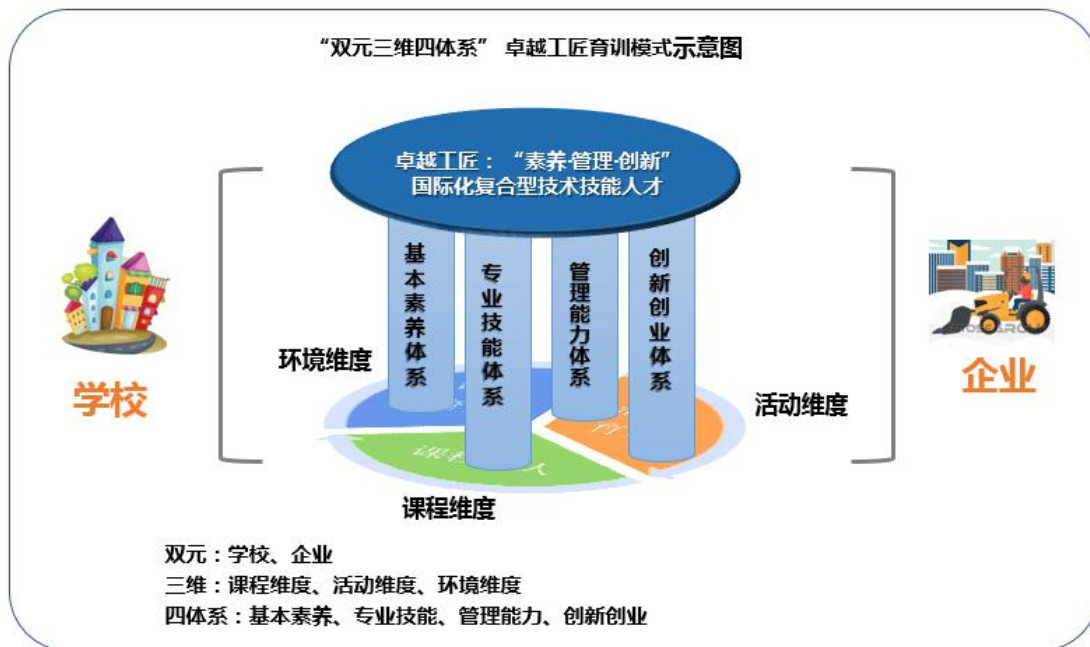 “双元三维四体系” 卓越工匠育训模式示意图
卓越工匠：“素养·管理·创新”
国际化复合型技术技能人才
基本素养体系
专业技能体系
管理能力体系
创新创业体系
环境维度
学校
企业
活动维度
课程
人
育
课程维度
双元：学校、企业
三维：课程维度、活动维度、环境维度
四体系：基本素养、专业技能、管理能力、创新创业